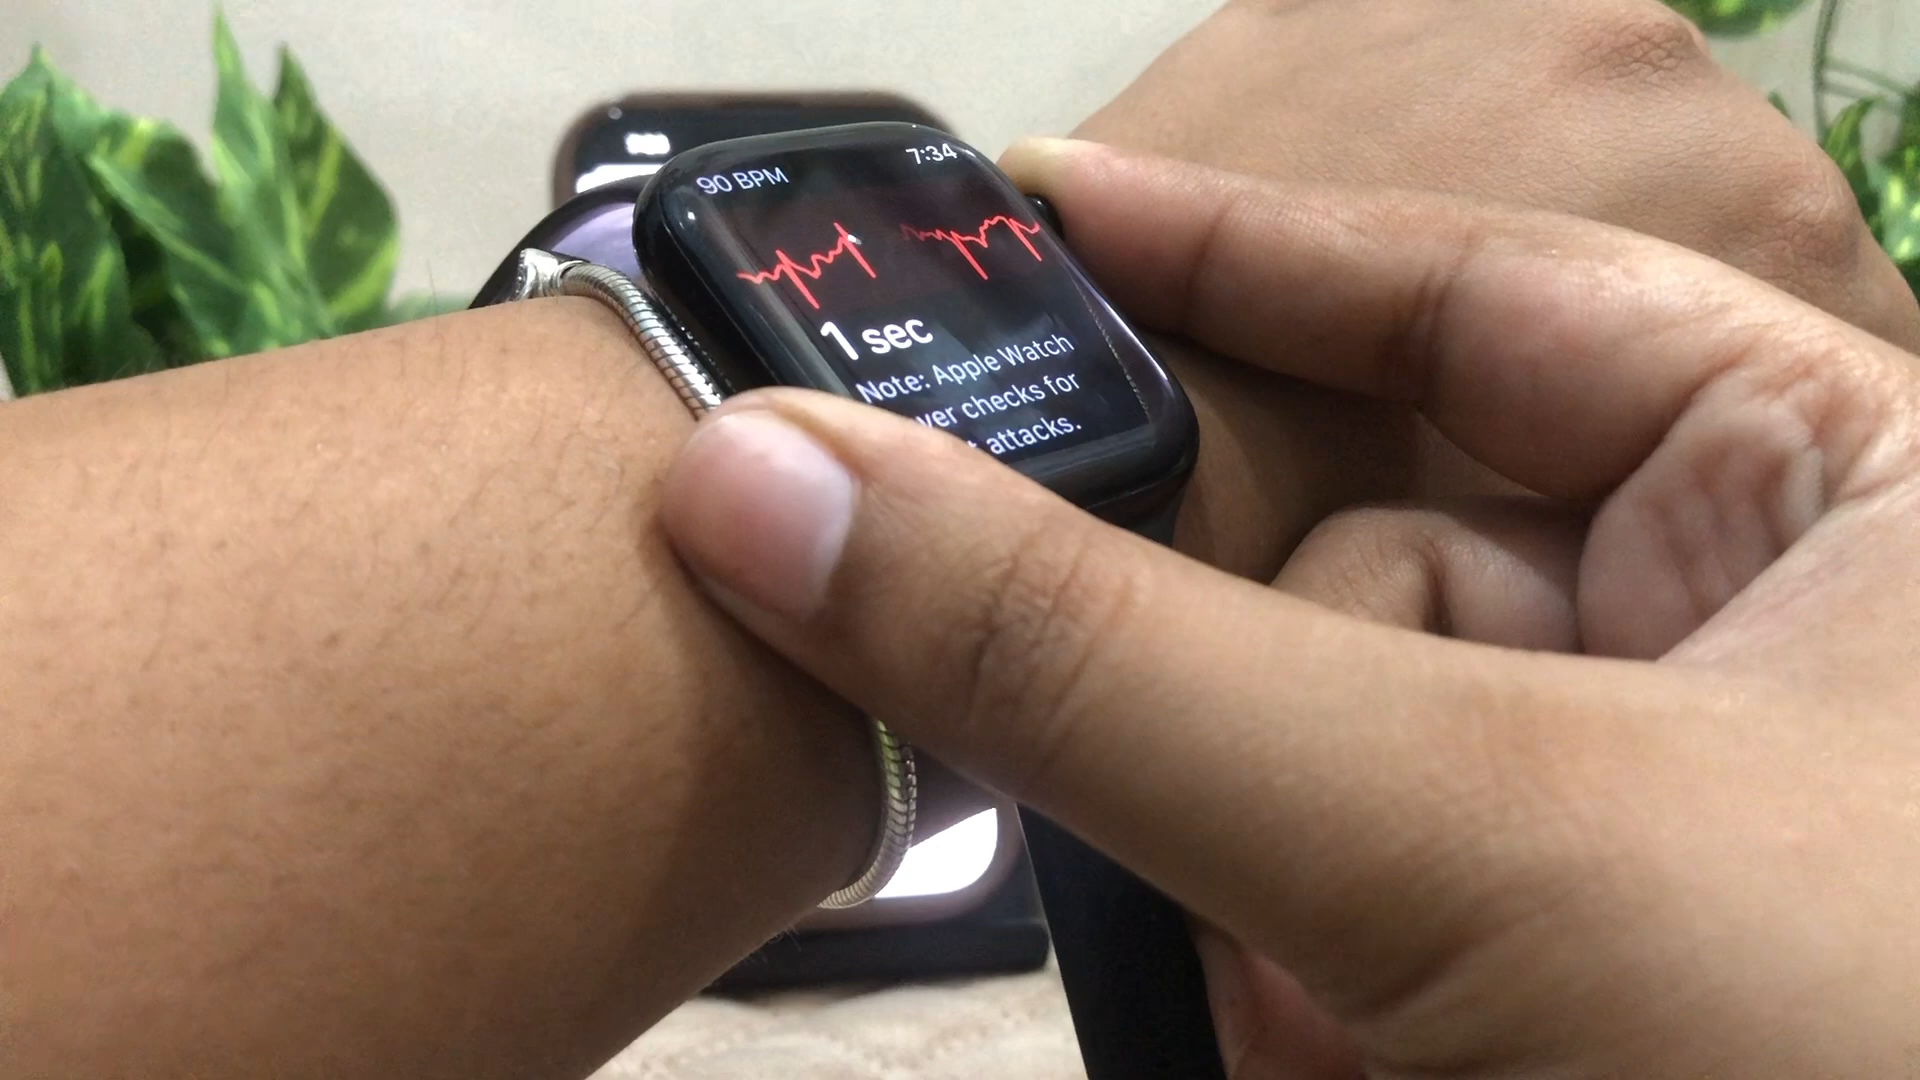 90 BPM
7:34
1 sec
Note: Apple Watch
checks for
attacks.